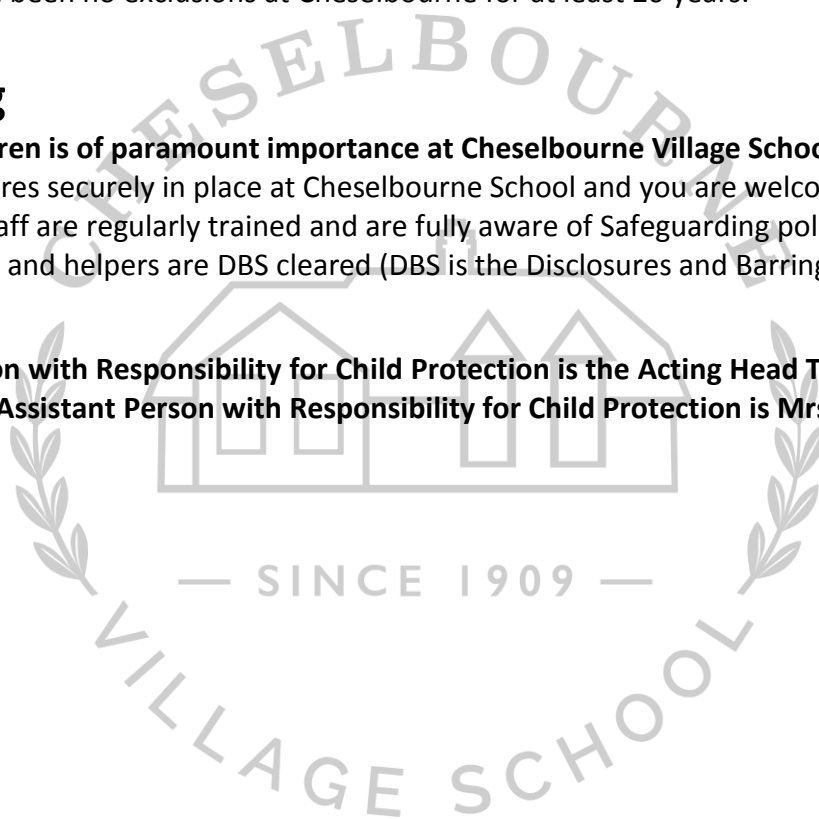 been no exclusions at Cheselbourne for at least years.
g
ren is of paramount importance at Cheselbourne Village Schoo
res securely in place at Cheselbourne School and you are welco
aff are regularly trained and are fully aware of Safeguarding pol
and helpers are DBS cleared (DBS is the Disclosures and Barring
on with Responsibility for Child Protection is the Acting Head T
Assistant Person with Responsibility for Child Protection is Mrs
CHESELBOURNE
— SINCE 1909 —
VILLAGE SCHOOL